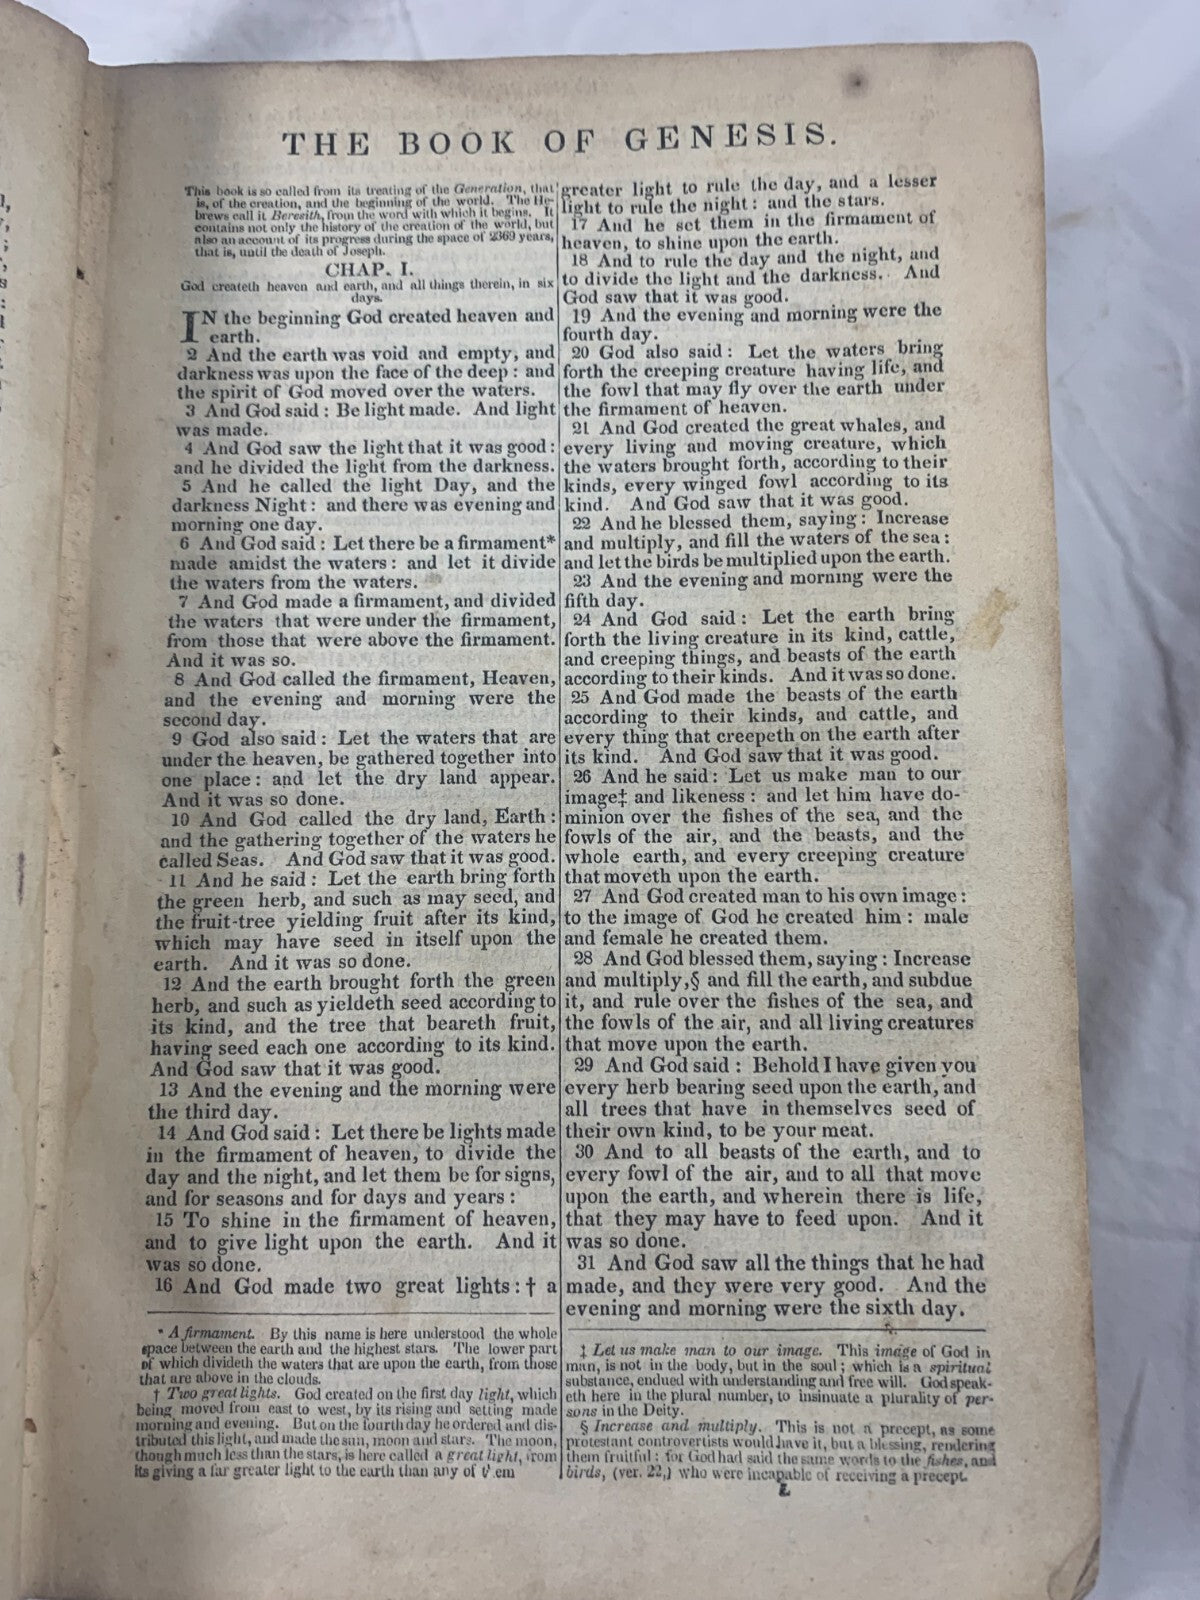 THE BOOK OF GENESIS.
This book is so called from its treating of the Generation, that
is, of the creation, and the beginning of the world. The He-
brews call it Beresith, from the word with which it begins. It
contains not only the history of the creation of the world, but
also an account of its progress during the space of 2369 years,
that is, until the death of Joseph.
CHAP. I.
God createth heaven and earth, and all things therein, in six
days.
IN the beginning God created heaven and
earth.
2 And the earth was void and empty, and
darkness was upon the face of the deep: and
the spirit of God moved over the waters.
3 And God said: Be light made. And light
was made.
4 And God saw the light that it was good:
and he divided the light from the darkness.
5 And he called the light Day, and the
darkness Night: and there was evening and
morning one day.
6 And God said: Let there be a firmament*
made amidst the waters: and let it divide
the waters from the waters.
7 And God made a firmament, and divided
the waters that were under the firmament,
from those that were above the firmament.
And it was so.
8 And God called the firmament, Heaven,
and the evening and morning were the
second day.
9 God also said: Let the waters that are
under the heaven, be gathered together into
one place: and let the dry land appear.
And it was so done.
10 And God called the dry land, Earth:
and the gathering together of the waters he
called Seas. And God saw that it was good.
11 And he said: Let the earth bring forth
the green herb, and such as may seed, and
the fruit-tree yielding fruit after its kind,
which may have seed in itself upon the
earth. And it was so done.
12 And the earth brought forth the green
herb, and such as yieldeth seed according to
its kind, and the tree that beareth fruit,
having seed each one according to its kind.
And God saw that it was good.
13 And the evening and the morning were
the third day.
14 And God said: Let there be lights made
in the firmament of heaven, to divide the
day and the night, and let them be for signs,
and for seasons and for days and years:
15 To shine in the firmament of heaven,
and to give light upon the earth. And it
was so done.
16 And God made two great lights:† a
* A firmament. By this name is here understood the whole
space between the earth and the highest stars. The lower part
of which divideth the waters that are upon the earth, from those
that are above in the clouds.
† Two great lights. God created on the first day light, which
being moved from east to west, by its rising and setting made
morning and evening. But on the fourth day he ordered and dis-
tributed this light, and made the sun, moon and stars. The moon,
though much less than the stars, is here called a great light, from
its giving a far greater light to the earth than any of them
greater light to rule the day, and a lesser
light to rule the night: and the stars.
17 And he set them in the firmament of
heaven, to shine upon the earth.
18 And to rule the day and the night, and
to divide the light and the darkness. And
God saw that it was good.
19 And the evening and morning were the
fourth day.
20 God also said: Let the waters bring
forth the creeping creature having life, and
the fowl that may fly over the earth under
the firmament of heaven.
21 And God created the great whales, and
every living and moving creature, which
the waters brought forth, according to their
kinds, every winged fowl according to its
kind. And God saw that it was good.
22 And he blessed them, saying: Increase
and multiply, and fill the waters of the sea:
and let the birds be multiplied upon the earth.
23 And the evening and morning were the
fifth day.
24 And God said: Let the earth bring
forth the living creature in its kind, cattle,
and creeping things, and beasts of the earth
according to their kinds. And it was so done.
25 And God made the beasts of the earth
according to their kinds, and cattle, and
every thing that creepeth on the earth after
its kind. And God saw that it was good.
26 And he said: Let us make man to our
image‡ and likeness: and let him have do-
minion over the fishes of the sea, and the
fowls of the air, and the beasts, and the
whole earth, and every creeping creature
that moveth upon the earth.
27 And God created man to his own image:
to the image of God he created him: male
and female he created them.
28 And God blessed them, saying: Increase
and multiply,§ and fill the earth, and subdue
it, and rule over the fishes of the sea, and
the fowls of the air, and all living creatures
that move upon the earth.
29 And God said: Behold I have given you
every herb bearing seed upon the earth, and
all trees that have in themselves seed of
their own kind, to be your meat.
30 And to all beasts of the earth, and to
every fowl of the air, and to all that move
upon the earth, and wherein there is life,
that they may have to feed upon. And it
was so done.
31 And God saw all the things that he had
made, and they were very good. And the
evening and morning were the sixth day.
‡ Let us make man to our image. This image of God in
man, is not in the body, but in the soul; which is a spiritual
substance, endued with understanding and free will. God speak-
eth here in the plural number, to insinuate a plurality of per-
sons in the Deity.
§ Increase and multiply. This is not a precept, as some
protestant controvertists would have it, but a blessing, rendering
them fruitful: for God had said the same words to the fishes, and
birds, (ver. 22,) who were incapable of receiving a precept.
L